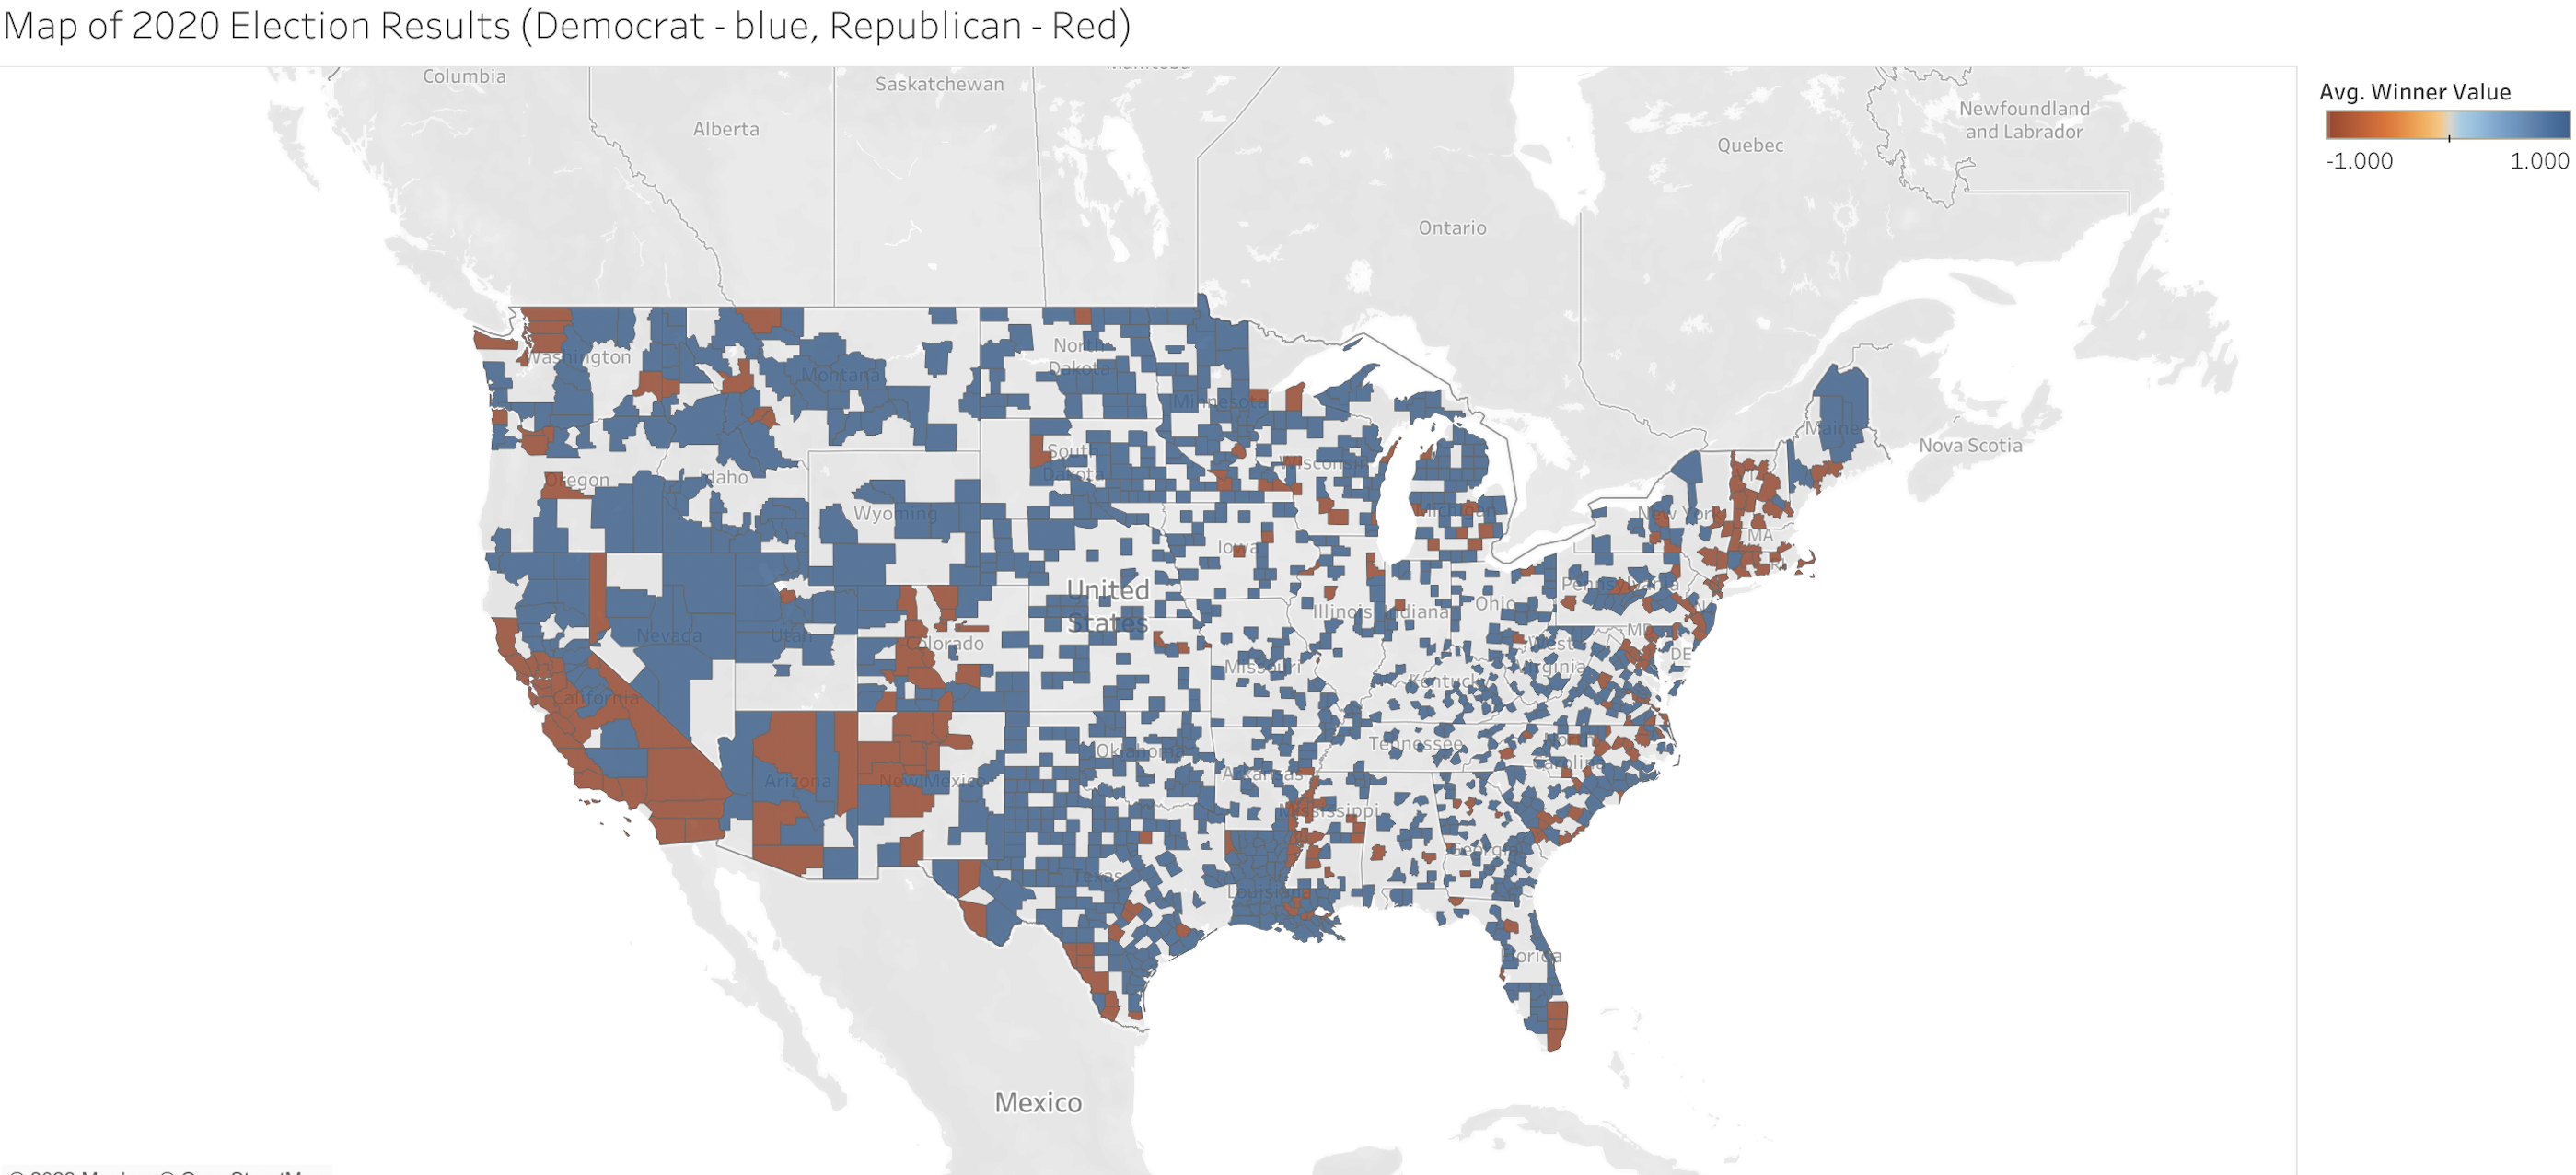 Map of 2020 Election Results (Democrat - blue, Republican - Red)
Avg. Winner Value
-1.000 1.000
Columbia
Saskatchewan
Manitoba
Alberta
Newfoundland
and Labrador
Quebec
Ontario
Washington
Montana
North
Dakota
Minnesota
Maine
Nova Scotia
Oregon
Idaho
South
Dakota
Wisconsin
Wyoming
Michigan
New York
MA
Iowa
RI
United
States
Pennsylvania
Illinois
Indiana
Ohio
Nevada
Utah
Colorado
MD
West
Virginia
DE
Missouri
Kentucky
California
Oklahoma
Tennessee
North
Carolina
Arizona
New Mexico
Arkansas
Mississippi
Georgia
Texas
Louisiana
Florida
Mexico